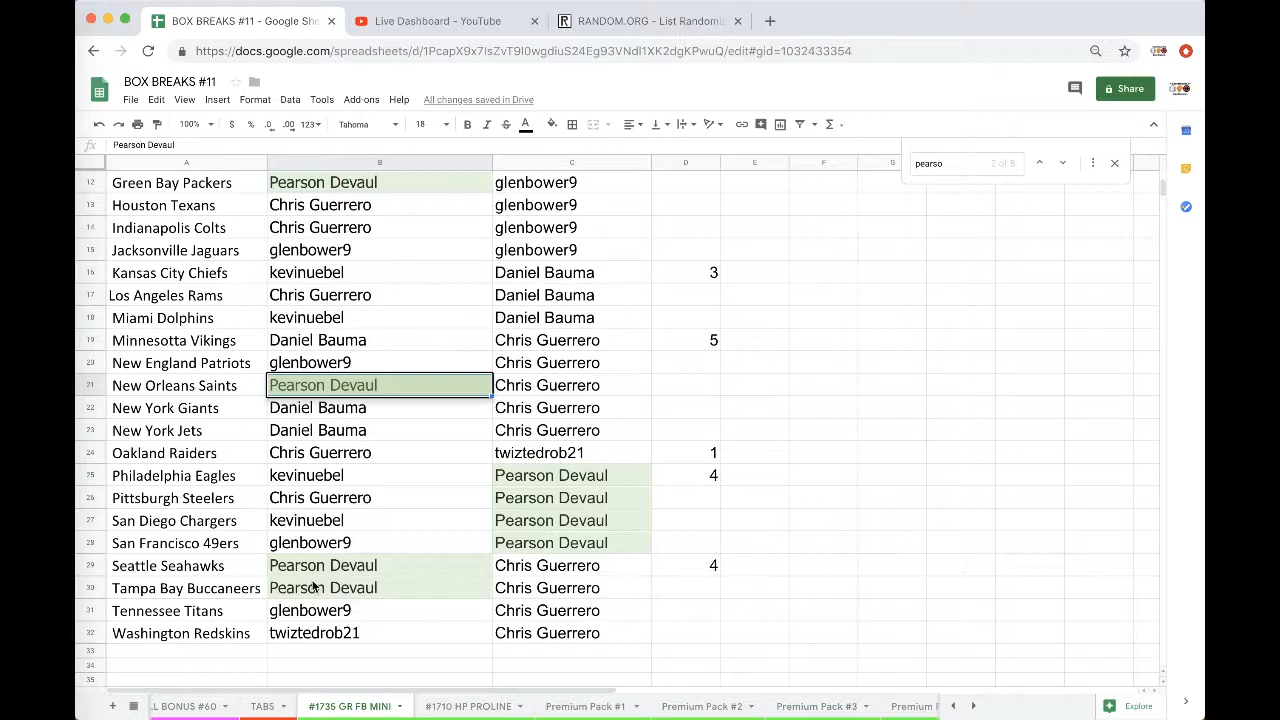 BOX BREAKS #11 - Google She
Live Dashboard - YouTube
R RANDOM.ORG - List Randomiz
https://docs.google.com/spreadsheets/d/1PcapX9x7lsZvT9l0wgdiuS24Eg93VNdl1XK2dgKPwuQ/edit#gid=1032433354
BOX BREAKS #11
File Edit View Insert Format Data Tools Add-ons Help All changes saved in Drive
Share
100% $ % .0 .00 123 Tahoma 18 B I S A
fx Pearson Devaul
pearso 2 of 8
A B C D E F G
12 Green Bay Packers Pearson Devaul glenbower9
13 Houston Texans Chris Guerrero glenbower9
14 Indianapolis Colts Chris Guerrero glenbower9
15 Jacksonville Jaguars glenbower9 glenbower9
16 Kansas City Chiefs kevinuebel Daniel Bauma 3
17 Los Angeles Rams Chris Guerrero Daniel Bauma
18 Miami Dolphins kevinuebel Daniel Bauma
19 Minnesotta Vikings Daniel Bauma Chris Guerrero 5
20 New England Patriots glenbower9 Chris Guerrero
21 New Orleans Saints Pearson Devaul Chris Guerrero
22 New York Giants Daniel Bauma Chris Guerrero
23 New York Jets Daniel Bauma Chris Guerrero
24 Oakland Raiders Chris Guerrero twiztedrob21 1
25 Philadelphia Eagles kevinuebel Pearson Devaul 4
26 Pittsburgh Steelers Chris Guerrero Pearson Devaul
27 San Diego Chargers kevinuebel Pearson Devaul
28 San Francisco 49ers glenbower9 Pearson Devaul
29 Seattle Seahawks Pearson Devaul Chris Guerrero 4
30 Tampa Bay Buccaneers Pearson Devaul Chris Guerrero
31 Tennessee Titans glenbower9 Chris Guerrero
32 Washington Redskins twiztedrob21 Chris Guerrero
33
34
35
LL BONUS #60 TABS #1735 GR FB MINI #1710 HP PROLINE Premium Pack #1 Premium Pack #2 Premium Pack #3 Premium F Explore